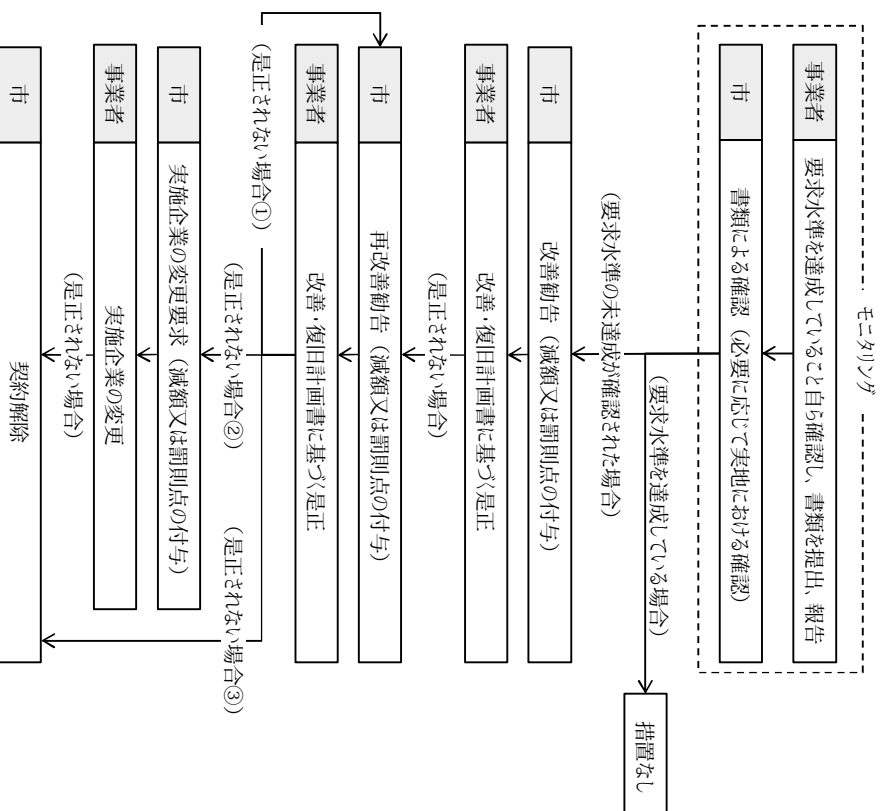 モニタリング
事業者
要求水準を達成していること自ら確認し、書類を提出、報告
市
書類による確認（必要に応じて実地における確認）
（要求水準を達成している場合）
措置なし
（要求水準の未達成が確認された場合）
市
改善勧告（減額又は罰則点の付与）
事業者
改善・復旧計画書に基づく是正
（是正されない場合）
市
再改善勧告（減額又は罰則点の付与）
事業者
改善・復旧計画書に基づく是正
（是正されない場合①）
（是正されない場合②）
（是正されない場合③）
市
実施企業の変更要求（減額又は罰則点の付与）
事業者
実施企業の変更
（是正されない場合）
市
契約解除